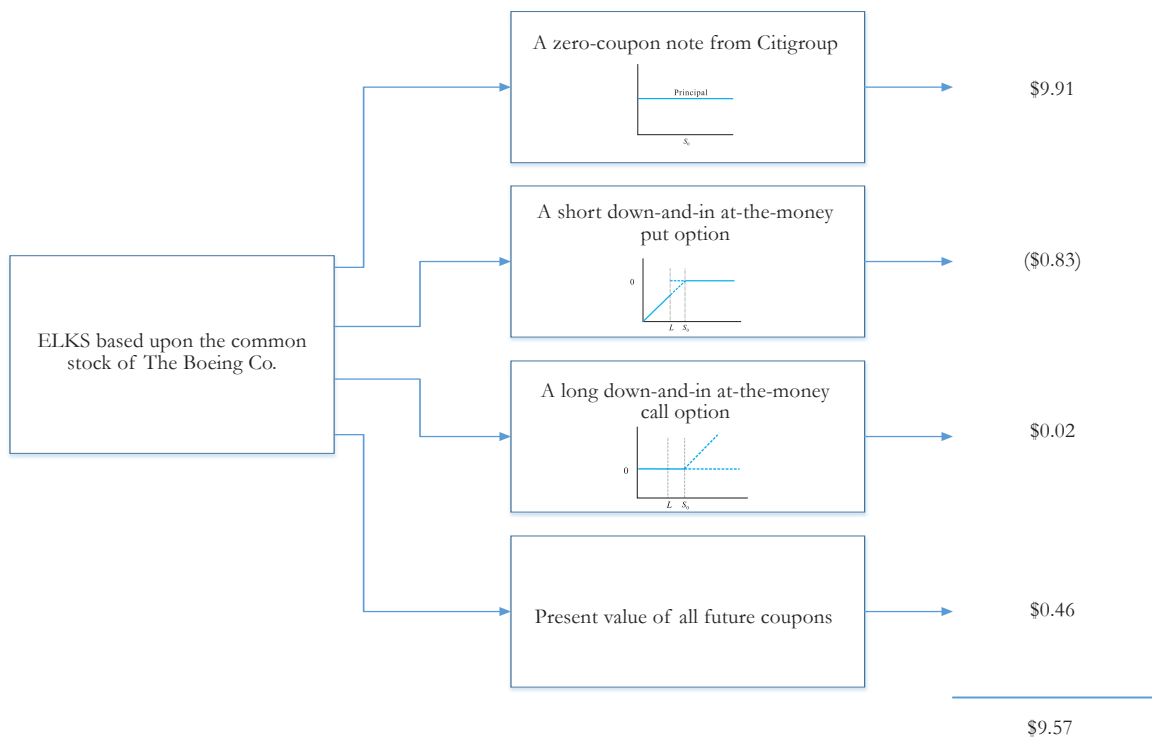 A zero-coupon note from Citigroup
Principal
S₀
$9.91
A short down-and-in at-the-money
put option
0
L S₀
($0.83)
ELKS based upon the common
stock of The Boeing Co.
A long down-and-in at-the-money
call option
0
L S₀
$0.02
Present value of all future coupons
$0.46
$9.57